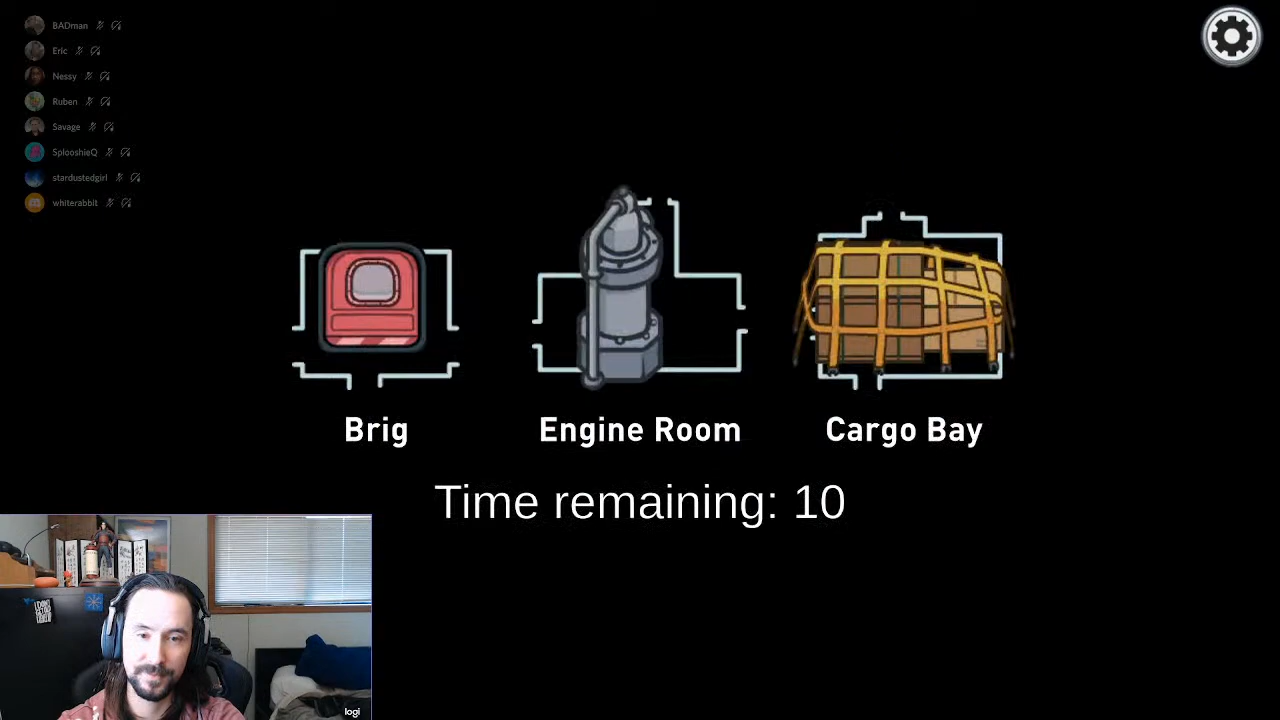 BADman
Eric
Nessy
Ruben
Savage
SplooshieQ
stardustedgirl
whiterabbit
Brig
Engine Room
Cargo Bay
Time remaining: 10
logi